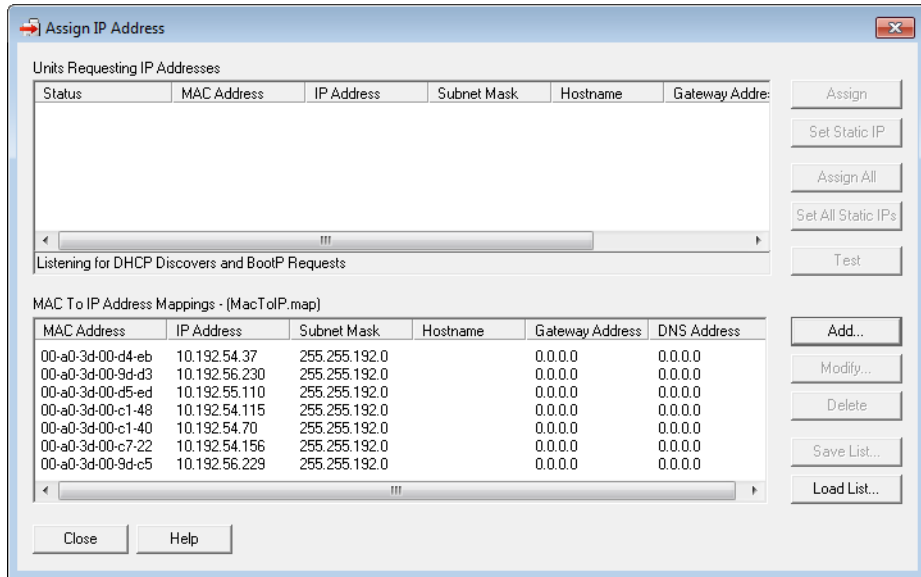 Assign IP Address
Units Requesting IP Addresses
Status MAC Address IP Address Subnet Mask Hostname Gateway Addre
Assign
Set Static IP
Assign All
Set All Static IPs
Test
Listening for DHCP Discovers and BootP Requests
MAC To IP Address Mappings - (MacToIP.map)
MAC Address IP Address Subnet Mask Hostname Gateway Address DNS Address
00-a0-3d-00-d4-eb 10.192.54.37 255.255.192.0 0.0.0.0 0.0.0.0
00-a0-3d-00-9d-d3 10.192.56.230 255.255.192.0 0.0.0.0 0.0.0.0
00-a0-3d-00-d5-ed 10.192.55.110 255.255.192.0 0.0.0.0 0.0.0.0
00-a0-3d-00-c1-48 10.192.54.115 255.255.192.0 0.0.0.0 0.0.0.0
00-a0-3d-00-c1-40 10.192.54.70 255.255.192.0 0.0.0.0 0.0.0.0
00-a0-3d-00-c7-22 10.192.54.156 255.255.192.0 0.0.0.0 0.0.0.0
00-a0-3d-00-9d-c5 10.192.56.229 255.255.192.0 0.0.0.0 0.0.0.0
Add...
Modify...
Delete
Save List...
Load List...
Close Help